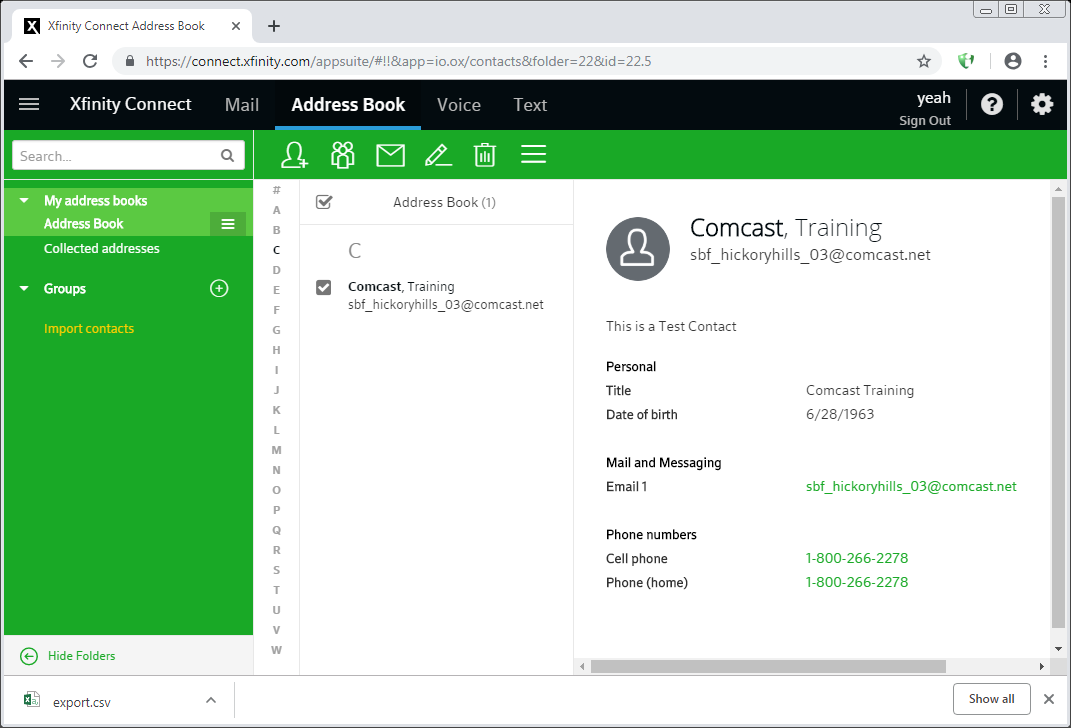 Xfinity Connect Address Book
https://connect.xfinity.com/appsuite/#!!&app=io.ox/contacts&folder=22&id=22.5
Xfinity Connect
Mail
Address Book
Voice
Text
yeah
Sign Out
?
Search...
My address books
Address Book
Collected addresses
Groups
Import contacts
Hide Folders
#
A
B
C
D
E
F
G
H
I
J
K
L
M
N
O
P
Q
R
S
T
U
V
W
Address Book (1)
C
Comcast, Training
sbf_hickoryhills_03@comcast.net
Comcast, Training
sbf_hickoryhills_03@comcast.net
This is a Test Contact
Personal
Title Comcast Training
Date of birth 6/28/1963
Mail and Messaging
Email 1 sbf_hickoryhills_03@comcast.net
Phone numbers
Cell phone 1-800-266-2278
Phone (home) 1-800-266-2278
export.csv
Show all